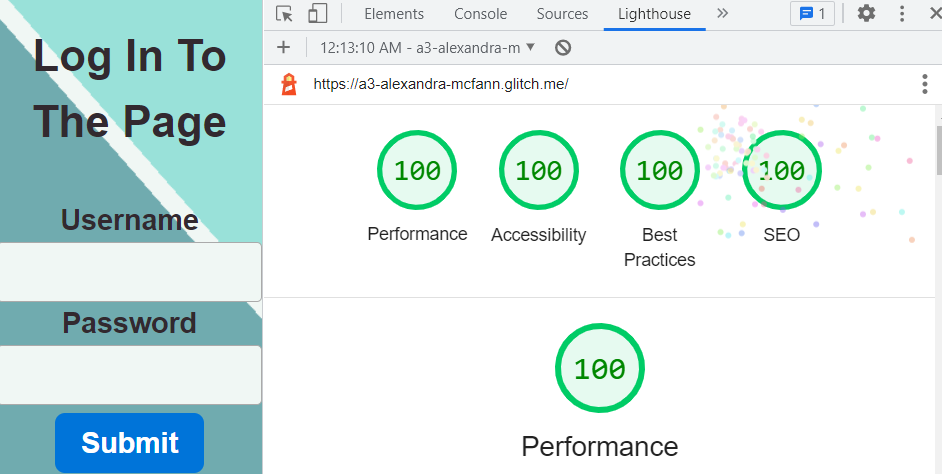 Log In To
The Page
Username
Password
Submit
Elements Console Sources Lighthouse » 1
12:13:10 AM - a3-alexandra-m
https://a3-alexandra-mcfann.glitch.me/
100 100 100 100
Performance Accessibility Best Practices SEO
100
Performance